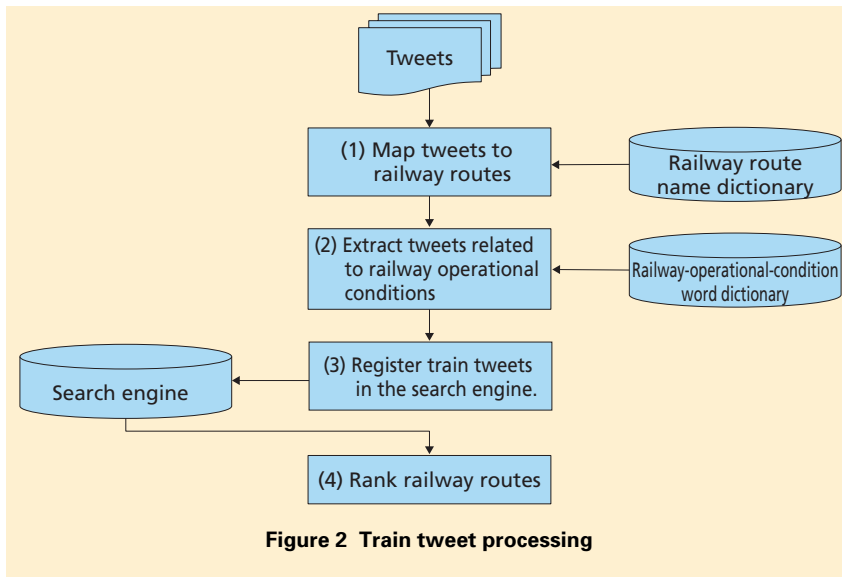 Tweets
(1) Map tweets to
railway routes
Railway route
name dictionary
(2) Extract tweets related
to railway operational
conditions
Railway-operational-condition
word dictionary
(3) Register train tweets
in the search engine.
Search engine
(4) Rank railway routes
Figure 2 Train tweet processing